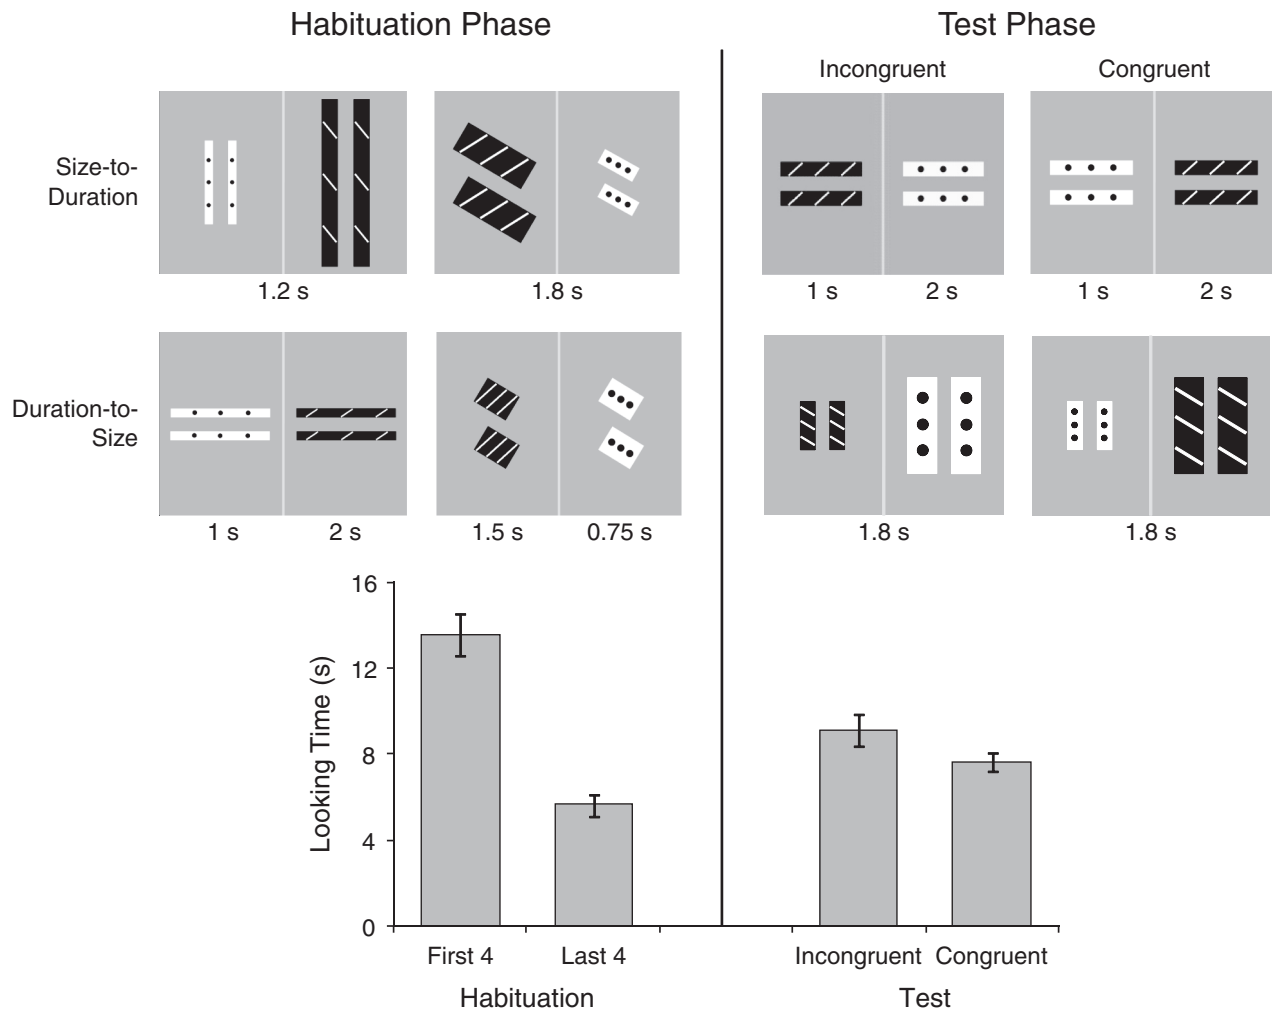 Habituation Phase
Test Phase
Incongruent
Congruent
Size-to-
Duration
1.2 s
1.8 s
1 s
2 s
1 s
2 s
Duration-to-
Size
1 s
2 s
1.5 s
0.75 s
1.8 s
1.8 s
16
12
8
4
0
Looking Time (s)
First 4
Last 4
Incongruent
Congruent
Habituation
Test